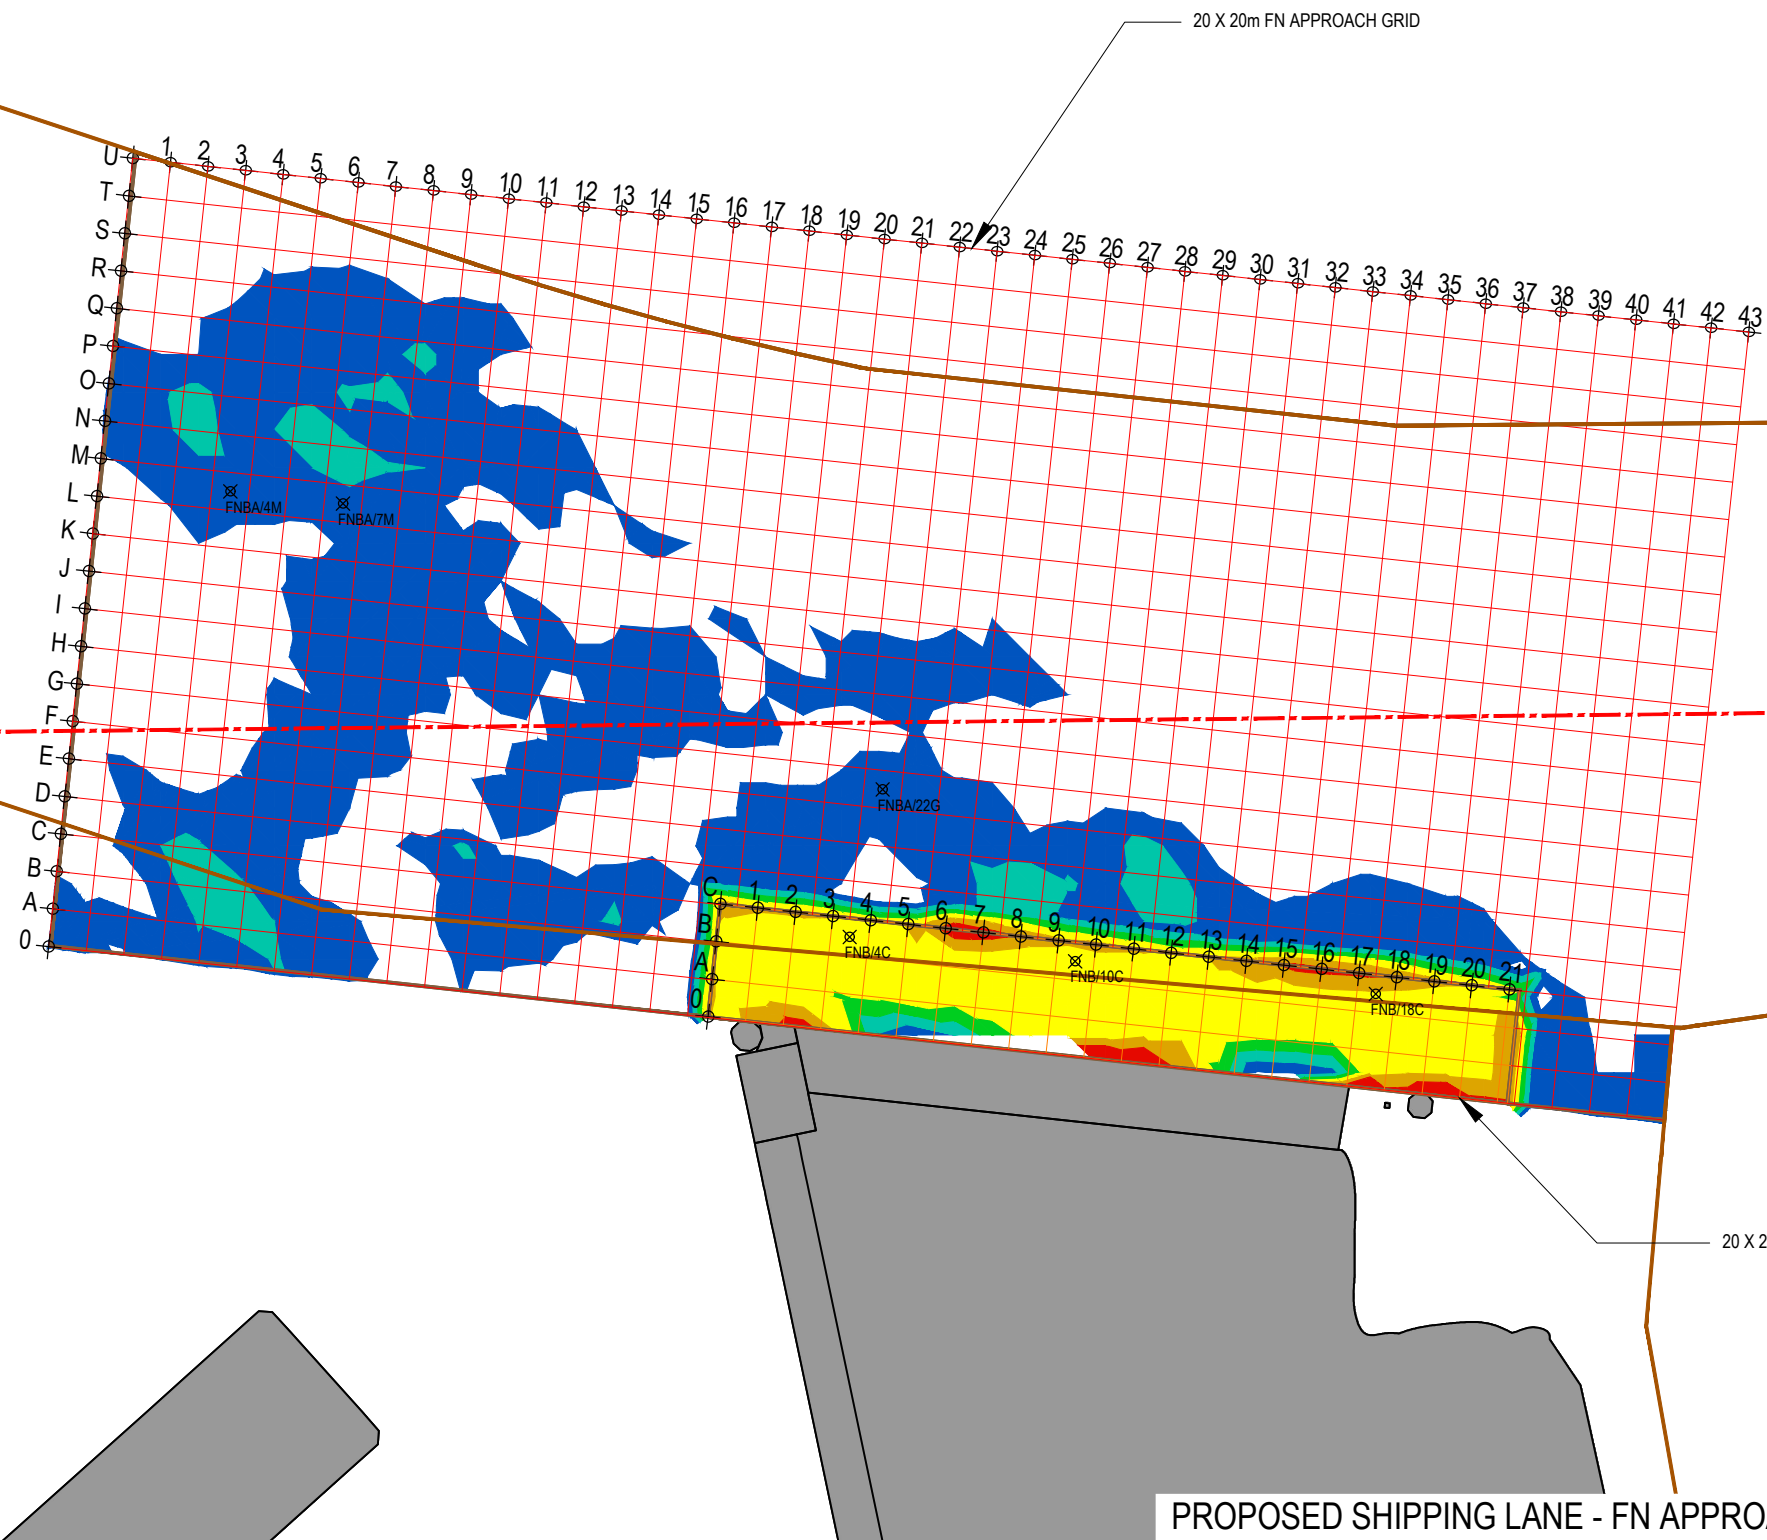 20 X 20m FN APPROACH GRID
1 2 3 4 5 6 7 8 9 10 11 12 13 14 15 16 17 18 19 20 21 22 23 24 25 26 27 28 29 30 31 32 33 34 35 36 37 38 39 40 41 42 43
U
T
S
R
Q
P
O
N
M
L
K
J
I
H
G
F
E
D
C
B
A
0
FNBA/4M
FNBA/7M
FNBA/22G
C 1 2 3 4 5 6 7 8 9 10 11 12 13 14 15 16 17 18 19 20 21
B
A
0
FNB/4C
FNB/10C
FNB/18C
20 X 2
PROPOSED SHIPPING LANE - FN APPRO